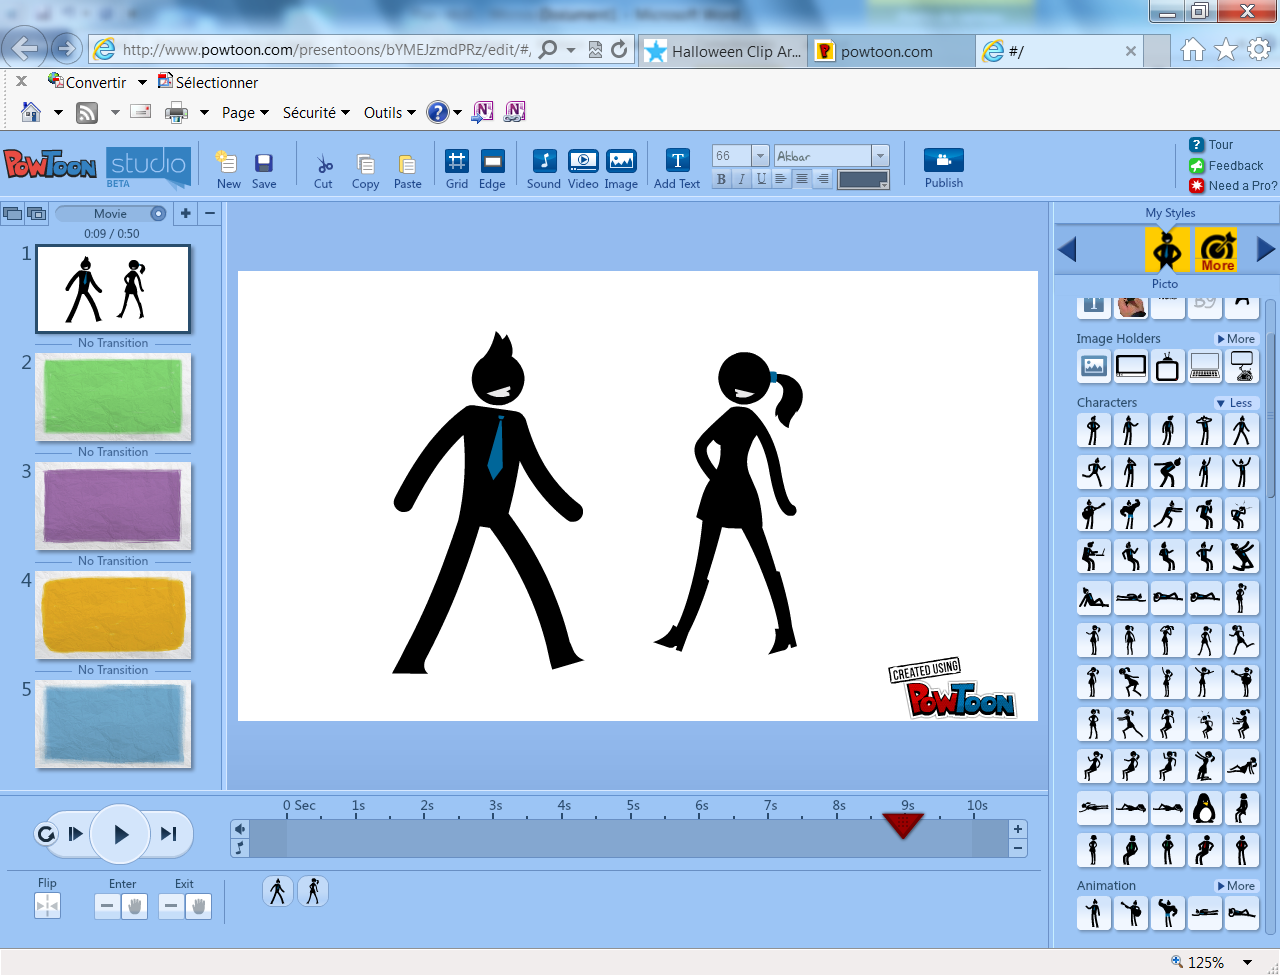 Microsoft Word
http://www.powtoon.com/presentoons/bYMEJzmdPRz/edit/#,
Halloween Clip Ar...
powtoon.com
#/
Convertir
Sélectionner
Page
Sécurité
Outils
POWTOON studio
BETA
New
Save
Cut
Copy
Paste
Grid
Edge
Sound
Video
Image
T
Add Text
66
Akbar
B I U
Publish
Tour
Feedback
Need a Pro?
Movie
0:09 / 0:50
1
No Transition
2
No Transition
3
No Transition
4
No Transition
5
CREATED USING
POWTOON
My Styles
More
Picto
Image Holders
More
Characters
Less
Animation
More
0 Sec 1s 2s 3s 4s 5s 6s 7s 8s 9s 10s
Flip
Enter
Exit
125%